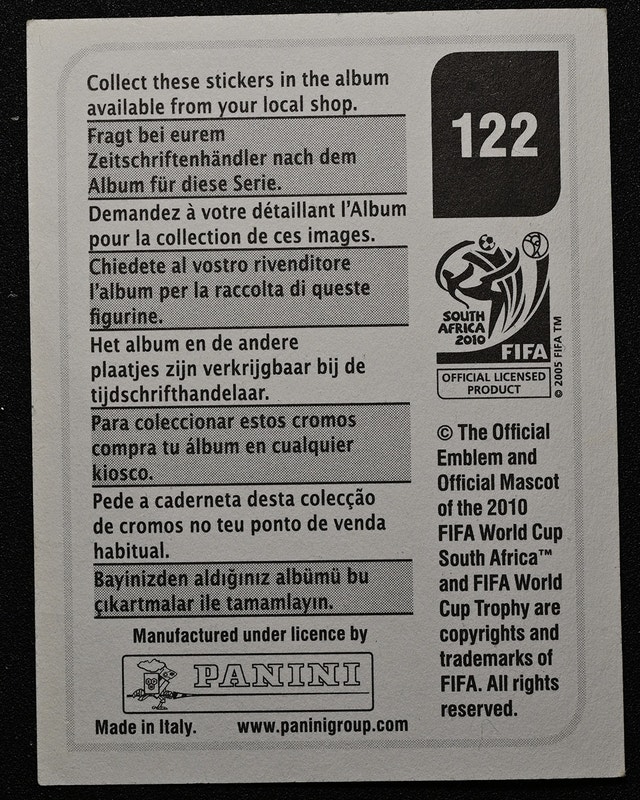 Collect these stickers in the album
available from your local shop.
Fragt bei eurem
Zeitschriftenhändler nach dem
Album für diese Serie.
Demandez à votre détaillant l'Album
pour la collection de ces images.
Chiedete al vostro rivenditore
l'album per la raccolta di queste
figurine.
Het album en de andere
plaatjes zijn verkrijgbaar bij de
tijdschrifthandelaar.
Para coleccionar estos cromos
compra tu álbum en cualquier
kiosco.
Pede a caderneta desta colecção
de cromos no teu ponto de venda
habitual.
Bayinizden aldığınız albümü bu
çıkartmalar ile tamamlayın.
Manufactured under licence by
PANINI
Made in Italy. www.paninigroup.com
122
SOUTH
AFRICA
2010
FIFA
OFFICIAL LICENSED
PRODUCT
© 2005 FIFA TM
© The Official
Emblem and
Official Mascot
of the 2010
FIFA World Cup
South Africa™
and FIFA World
Cup Trophy are
copyrights and
trademarks of
FIFA. All rights
reserved.